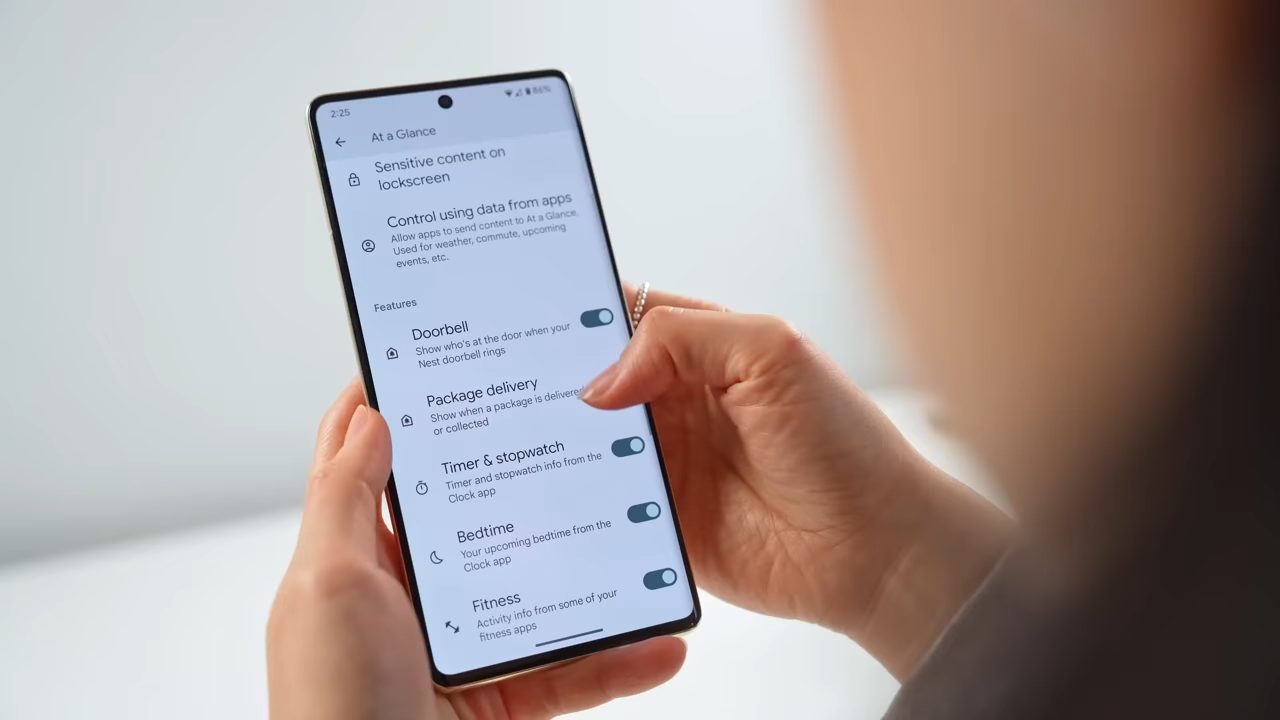 2:25
86%
At a Glance
Sensitive content on
lockscreen
Control using data from apps
Allow apps to send content to At a Glance.
Used for weather, commute, upcoming
events, etc.
Features
Doorbell
Show who's at the door when your
Nest doorbell rings
Package delivery
Show when a package is delivered
or collected
Timer & stopwatch
Timer and stopwatch info from the
Clock app
Bedtime
Your upcoming bedtime from the
Clock app
Fitness
Activity info from some of your
fitness apps